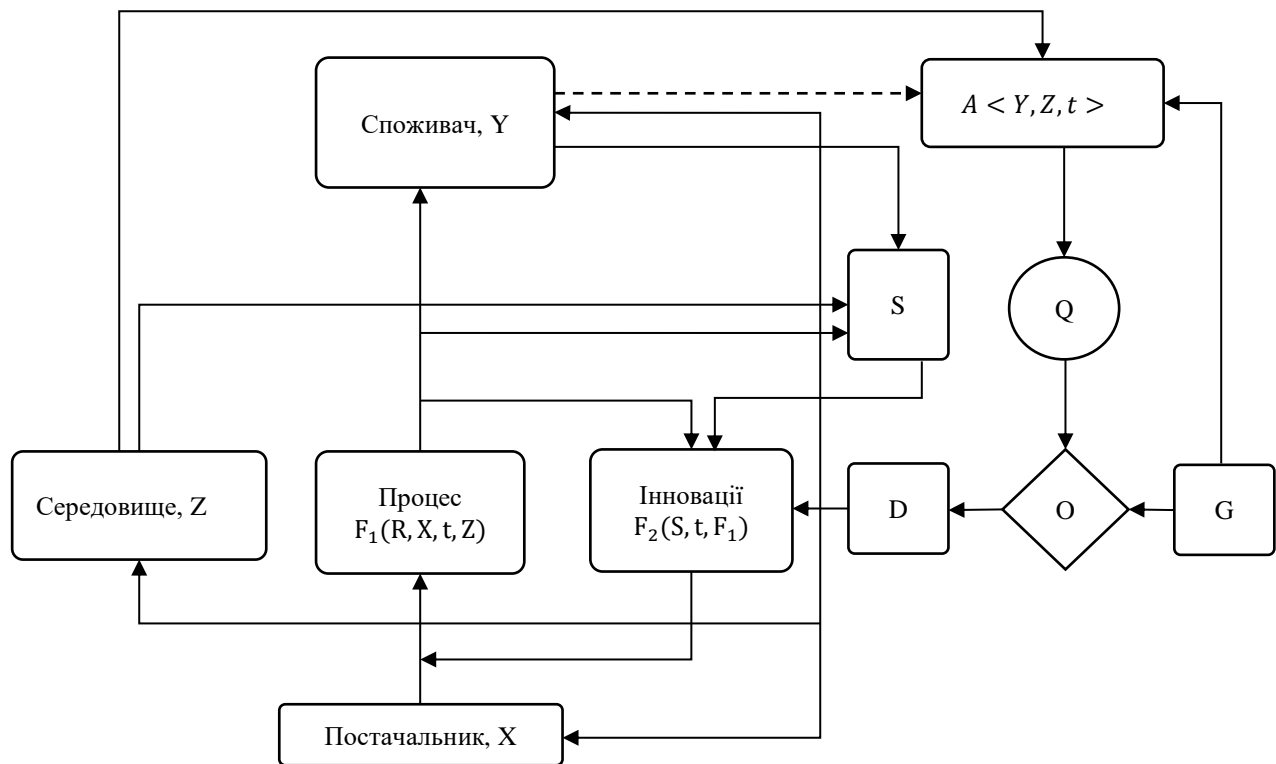 Споживач, Y
A < Y, Z, t >
S
Q
Середовище, Z
Процес
F₁(R, X, t, Z)
Інновації
F₂(S, t, F₁)
D
O
G
Постачальник, X